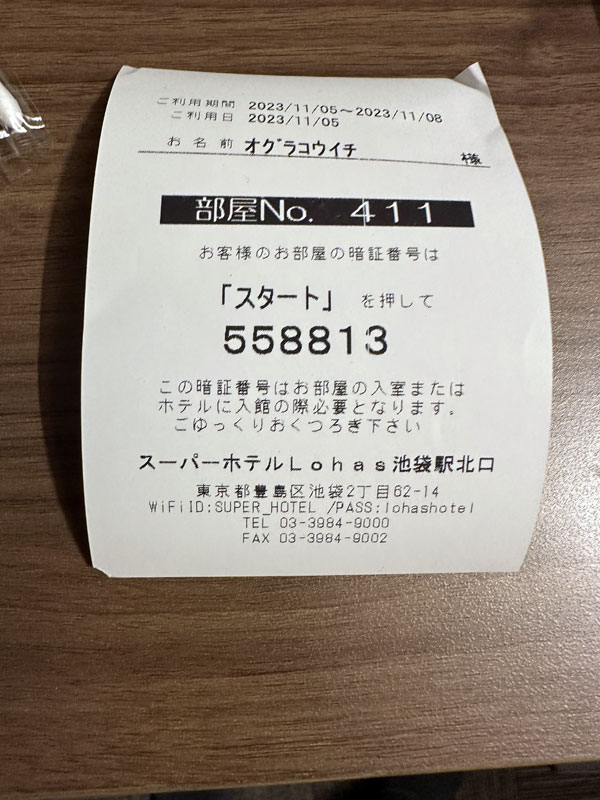 ご利用期間 2023/11/05～2023/11/08
ご利用日 2023/11/05
お名前 オグラコウイチ 様
部屋No. 411
お客様のお部屋の暗証番号は
「スタート」 を押して
558813
この暗証番号はお部屋の入室または
ホテルに入館の際必要となります。
ごゆっくりおくつろぎ下さい
スーパーホテルLohas池袋駅北口
東京都豊島区池袋2丁目62-14
WiFiID:SUPER_HOTEL /PASS:lohashotel
TEL 03-3984-9000
FAX 03-3984-9002